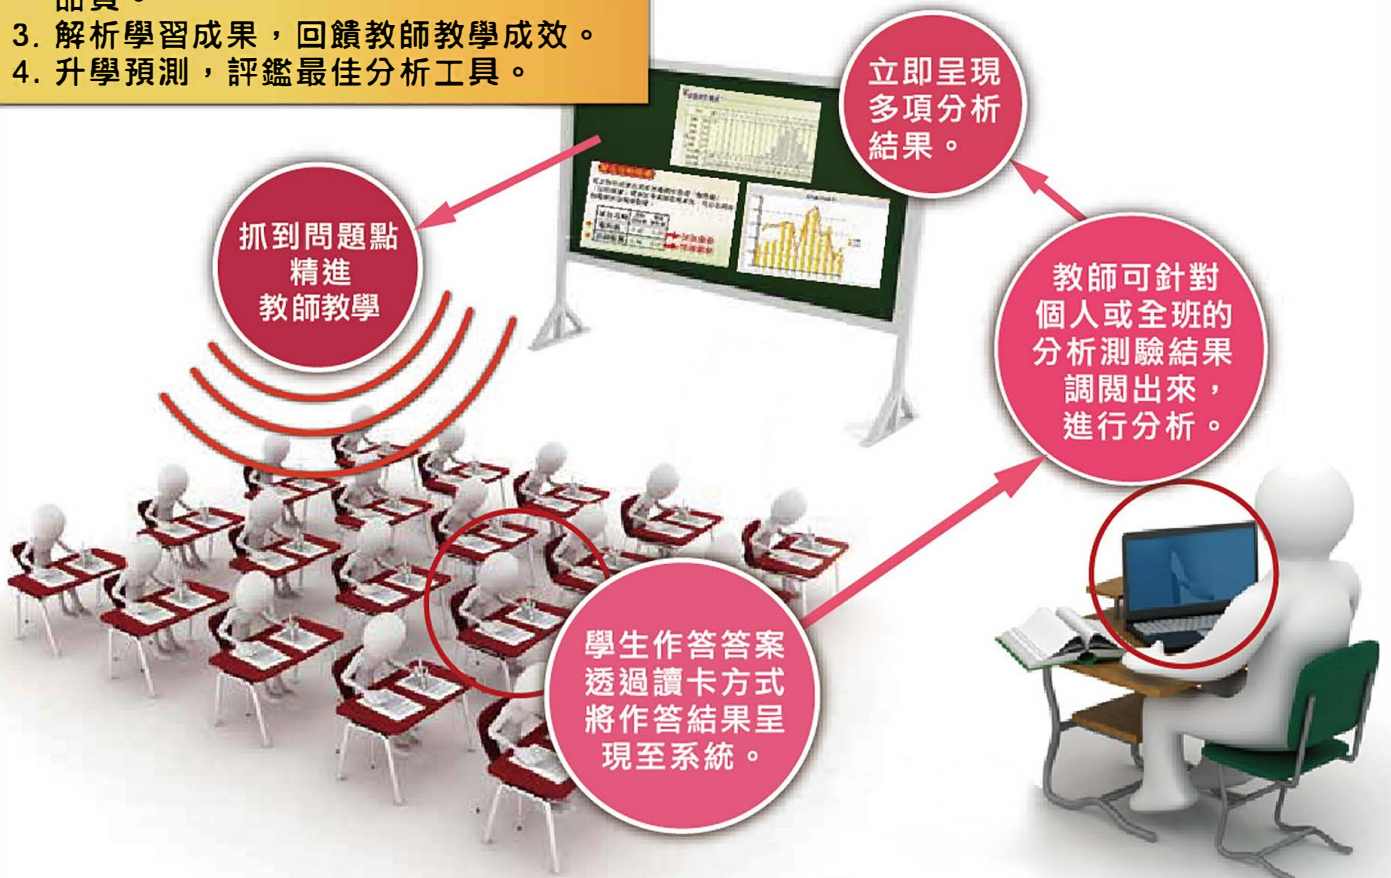 品質。
3. 解析學習成果，回饋教師教學成效。
4. 升學預測，評鑑最佳分析工具。
立即呈現
多項分析
結果。
抓到問題點
精進
教師教學
教師可針對
個人或全班的
分析測驗結果
調閱出來，
進行分析。
學生作答答案
透過讀卡方式
將作答結果呈
現至系統。